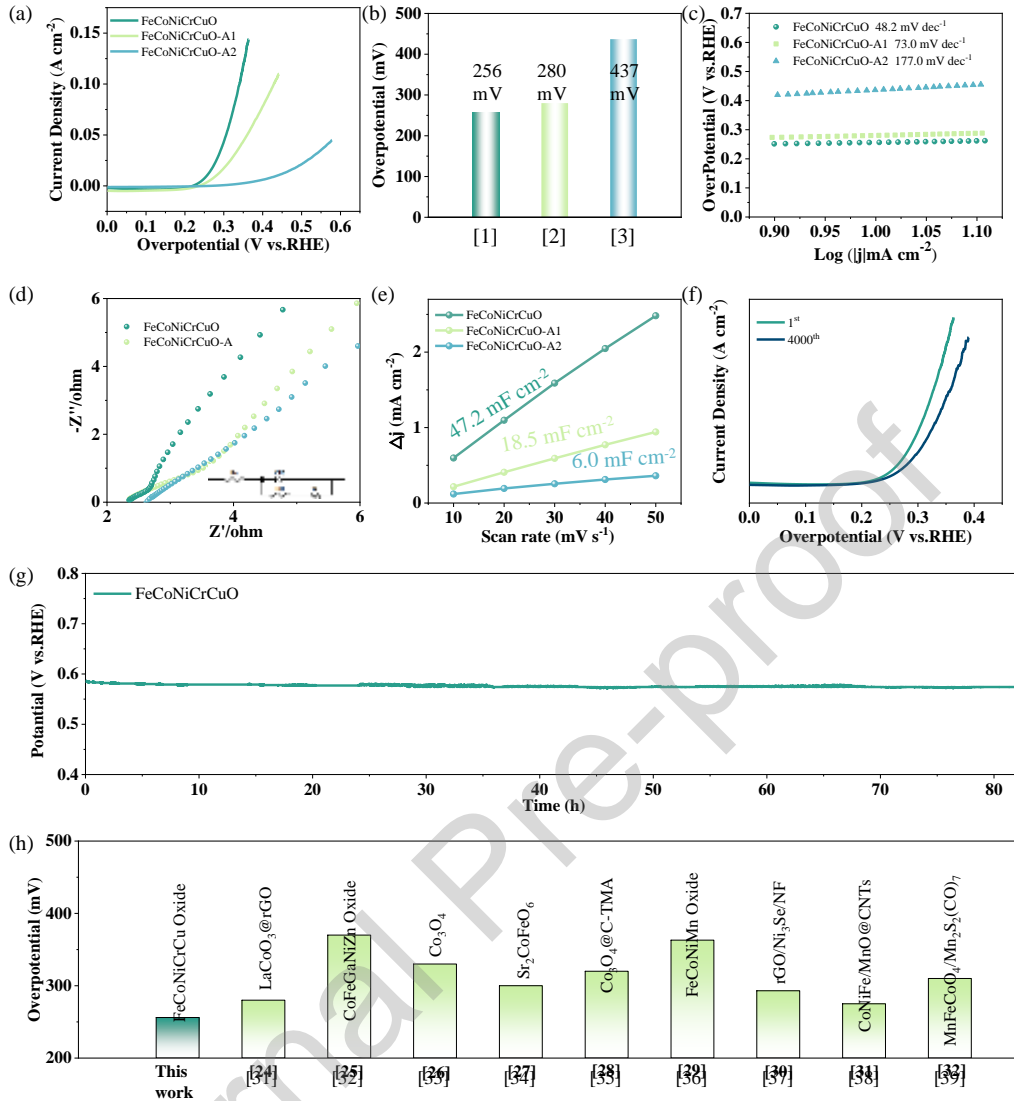 (a)
FeCoNiCrCuO
FeCoNiCrCuO-A1
FeCoNiCrCuO-A2
Current Density (A cm⁻²)
0.15
0.10
0.05
0.00
0.0 0.1 0.2 0.3 0.4 0.5 0.6
Overpotential (V vs.RHE)
(b)
Overpotential (mV)
500
400
300
200
100
0
256 mV
280 mV
437 mV
[1] [2] [3]
(c)
FeCoNiCrCuO 48.2 mV dec⁻¹
FeCoNiCrCuO-A1 73.0 mV dec⁻¹
FeCoNiCrCuO-A2 177.0 mV dec⁻¹
OverPotential (V vs.RHE)
0.7
0.6
0.5
0.4
0.3
0.2
0.1
0.0
0.90 0.95 1.00 1.05 1.10
Log (|j|mA cm⁻²)
(d)
FeCoNiCrCuO
FeCoNiCrCuO-A
-Z''/ohm
6
4
2
0
2 4 6
Z'/ohm
(e)
FeCoNiCrCuO
FeCoNiCrCuO-A1
FeCoNiCrCuO-A2
△j (mA cm⁻²)
2
1
0
47.2 mF cm⁻²
18.5 mF cm⁻²
6.0 mF cm⁻²
10 20 30 40 50
Scan rate (mV s⁻¹)
(f)
1ˢᵗ
4000ᵗʰ
Current Density (A cm⁻²)
0.0 0.1 0.2 0.3 0.4
Overpotential (V vs.RHE)
(g)
FeCoNiCrCuO
Potantial (V vs.RHE)
0.8
0.7
0.6
0.5
0.4
0 10 20 30 40 50 60 70 80
Time (h)
(h)
Overpotential (mV)
500
400
300
200
FeCoNiCrCu Oxide
LaCoO₃@rGO
CoFeGaNiZn Oxide
Co₃O₄
Sr₂CoFeO₆
Co₃O₄@C-TMA
FeCoNiMn Oxide
rGO/Ni₃Se/NF
CoNiFe/MnO@CNTs
MnFeCoO₄/Mn₂S₂(CO)₇
This work
[24] [25] [26] [27] [28] [29] [30] [31] [32]
[31] [32] [33] [34] [35] [36] [37] [38] [39]
rnal Pre-proof